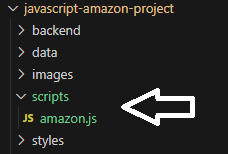 javascript-amazon-project
backend
data
images
scripts
JS amazon.js
styles